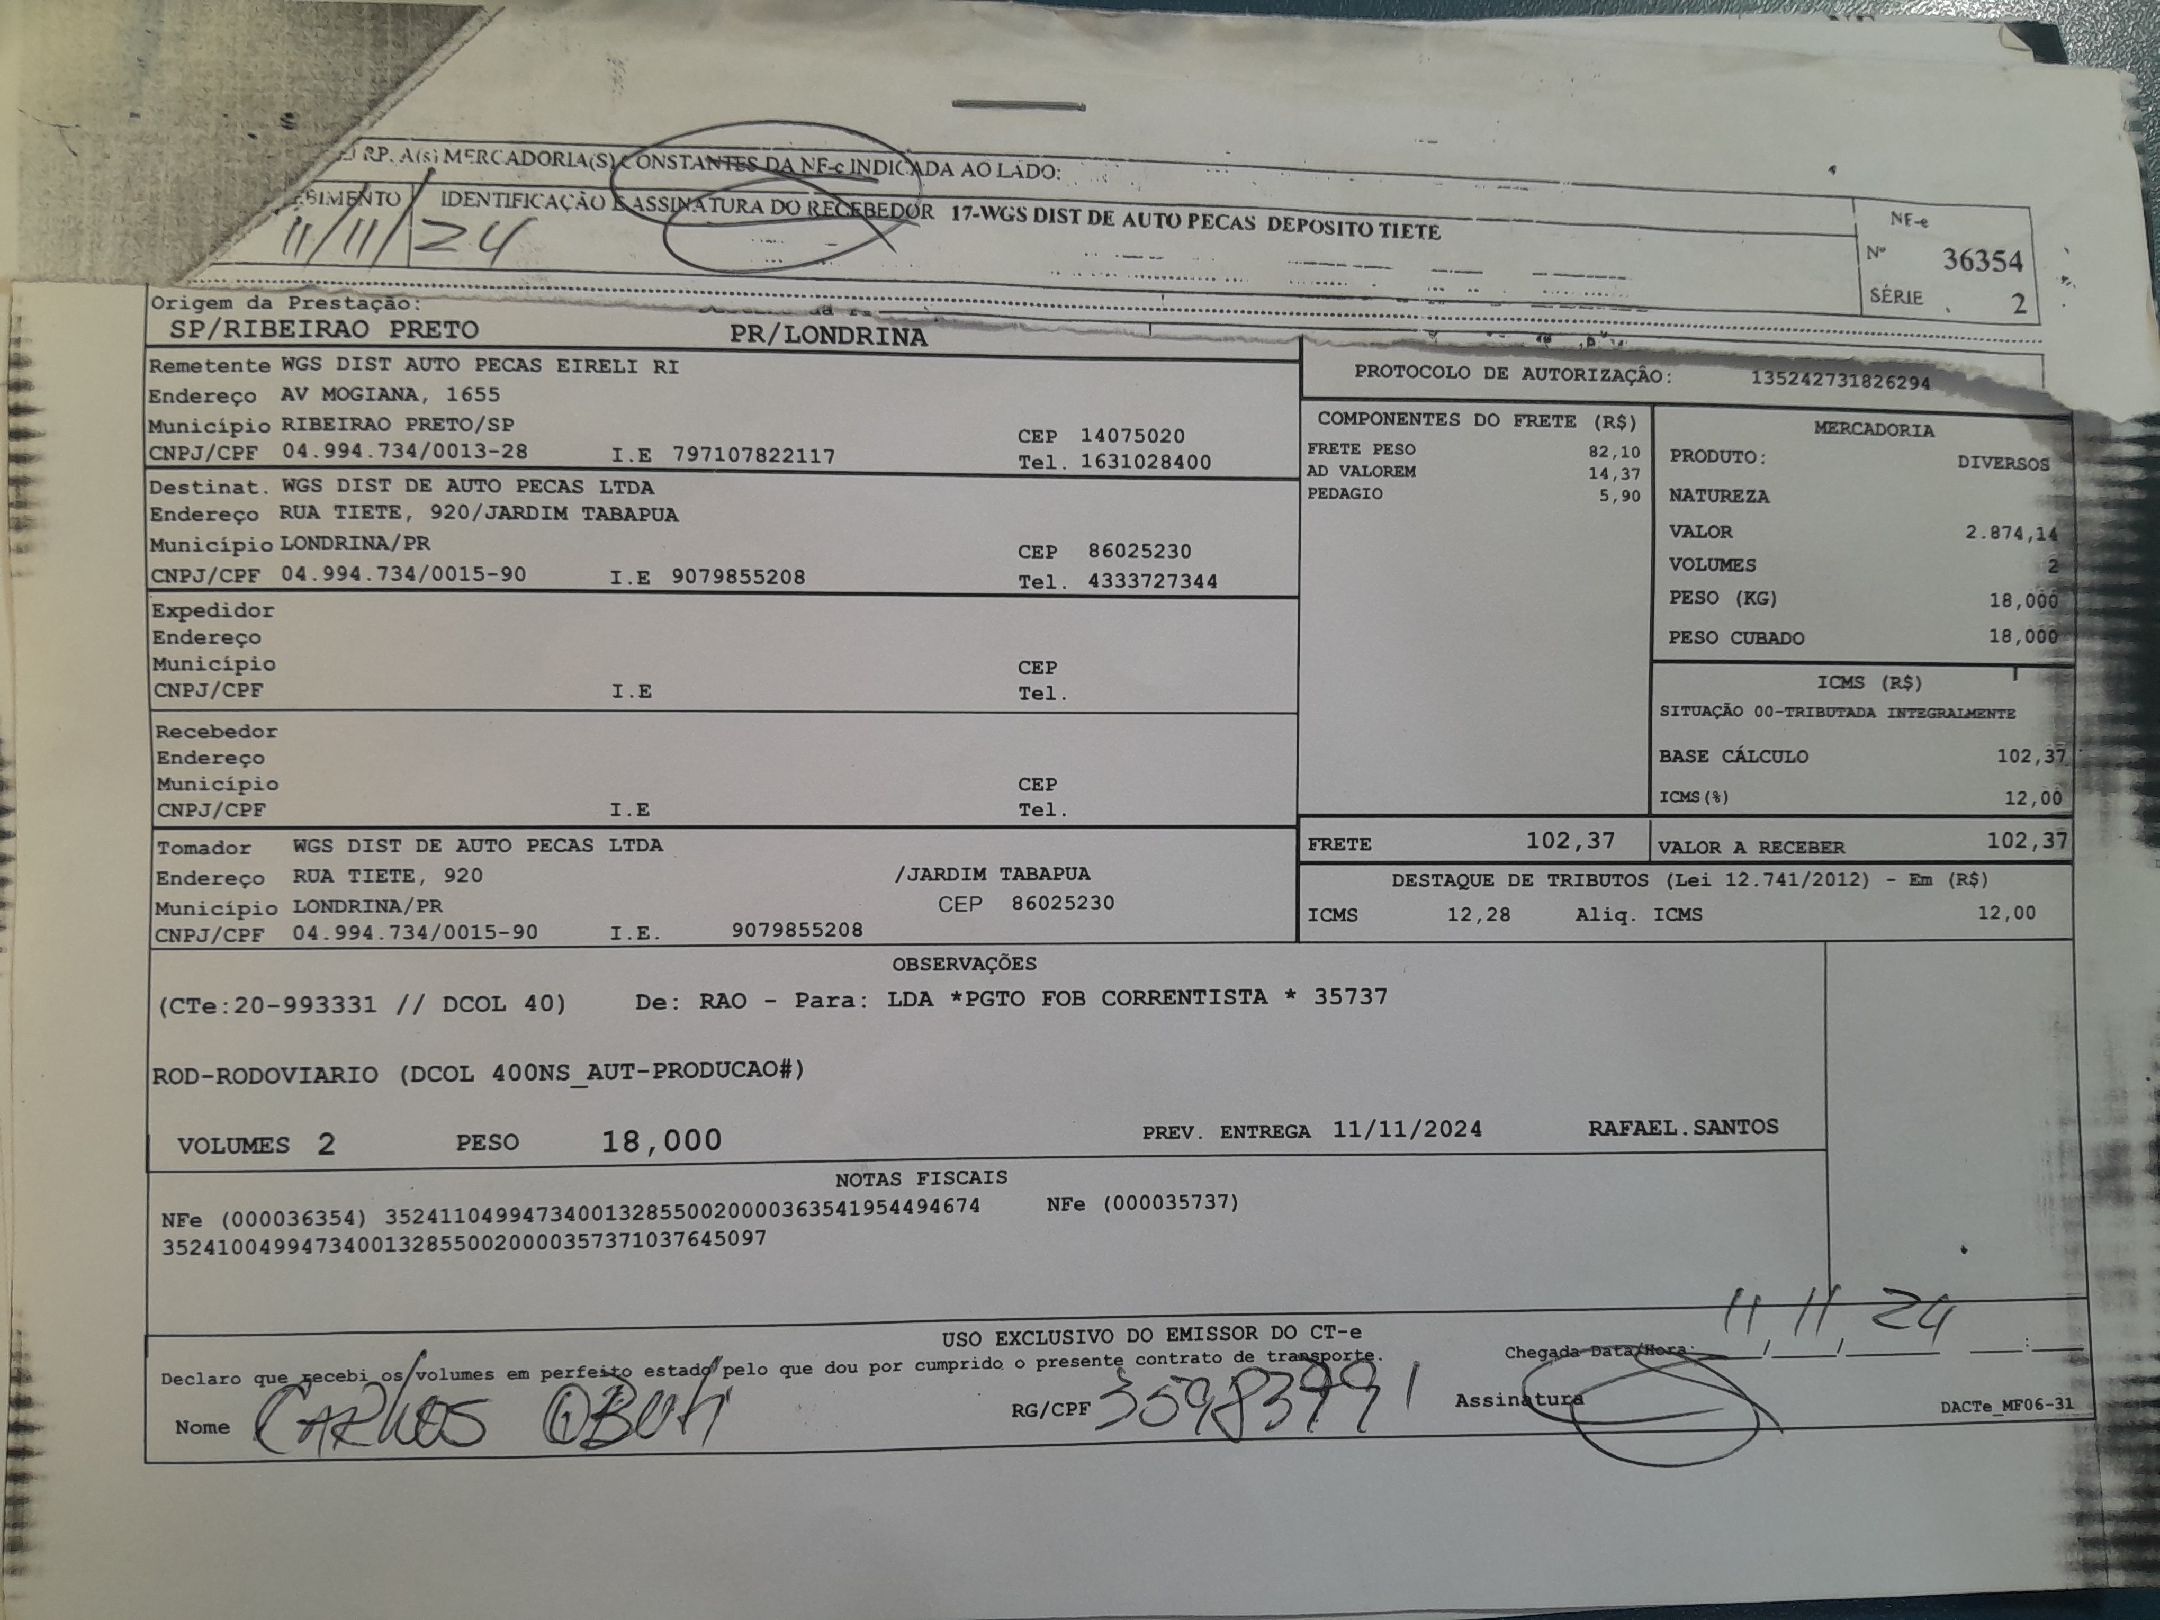 RP. A(s) MERCADORIA(S) CONSTANTES DA NF-e INDICADA AO LADO:
IDENTIFICAÇÃO E ASSINATURA DO RECEBEDOR 17-WGS DIST DE AUTO PECAS DEPOSITO TIETE
11/11/24
NF-e
Nº 36354
SÉRIE 2
Origem da Prestação:
SP/RIBEIRAO PRETO PR/LONDRINA
Remetente WGS DIST AUTO PECAS EIRELI RI
Endereço AV MOGIANA, 1655
Município RIBEIRAO PRETO/SP CEP 14075020
CNPJ/CPF 04.994.734/0013-28 I.E 797107822117 Tel. 1631028400
Destinat. WGS DIST DE AUTO PECAS LTDA
Endereço RUA TIETE, 920/JARDIM TABAPUA
Município LONDRINA/PR CEP 86025230
CNPJ/CPF 04.994.734/0015-90 I.E 9079855208 Tel. 4333727344
Expedidor
Endereço
Município CEP
CNPJ/CPF I.E Tel.
Recebedor
Endereço
Município CEP
CNPJ/CPF I.E Tel.
Tomador WGS DIST DE AUTO PECAS LTDA
Endereço RUA TIETE, 920 /JARDIM TABAPUA
Município LONDRINA/PR CEP 86025230
CNPJ/CPF 04.994.734/0015-90 I.E. 9079855208
PROTOCOLO DE AUTORIZAÇÃO: 135242731826294
COMPONENTES DO FRETE (R$)
FRETE PESO 82,10
AD VALOREM 14,37
PEDAGIO 5,90
MERCADORIA
PRODUTO: DIVERSOS
NATUREZA
VALOR 2.874,14
VOLUMES 2
PESO (KG) 18,000
PESO CUBADO 18,000
ICMS (R$)
SITUAÇÃO 00-TRIBUTADA INTEGRALMENTE
BASE CÁLCULO 102,37
ICMS(%) 12,00
FRETE 102,37 VALOR A RECEBER 102,37
DESTAQUE DE TRIBUTOS (Lei 12.741/2012) - Em (R$)
ICMS 12,28 Aliq. ICMS 12,00
OBSERVAÇÕES
(CTe:20-993331 // DCOL 40) De: RAO - Para: LDA *PGTO FOB CORRENTISTA * 35737
ROD-RODOVIARIO (DCOL 400NS_AUT-PRODUCAO#)
VOLUMES 2 PESO 18,000 PREV. ENTREGA 11/11/2024 RAFAEL.SANTOS
NOTAS FISCAIS
NFe (000036354) 35241104994734001328550020000363541954494674 NFe (000035737)
35241004994734001328550020000357371037645097
USO EXCLUSIVO DO EMISSOR DO CT-e
Declaro que recebi os volumes em perfeito estado pelo que dou por cumprido o presente contrato de transporte.
Chegada Data/Hora: 11/11/24 :
Nome CARLOS RG/CPF Assinatura
DACTe_MF06-31